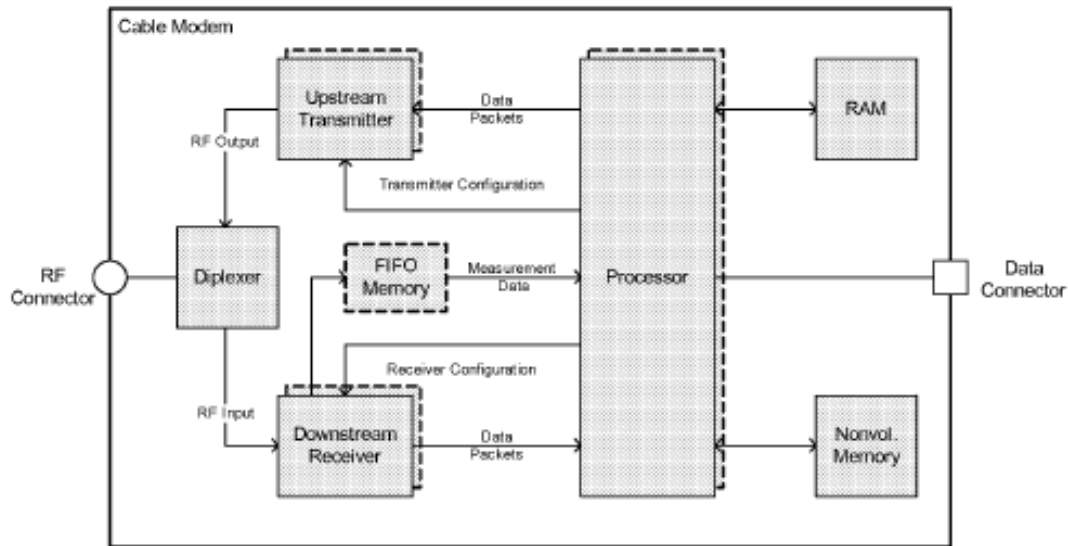 Cable Modem
Upstream
Transmitter
Data
Packets
RAM
RF Output
Transmitter Configuration
RF
Connector
Diplexer
FIFO
Memory
Measurement
Data
Processor
Data
Connector
Receiver Configuration
RF Input
Downstream
Receiver
Data
Packets
Nonvol.
Memory